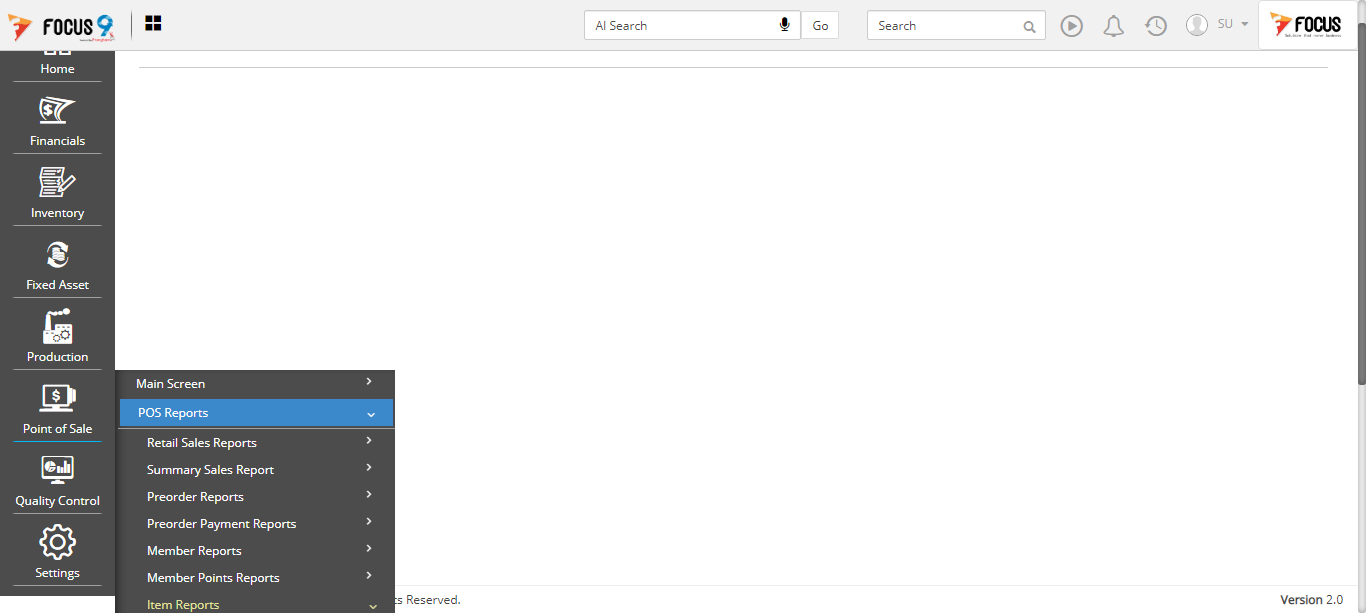 FOCUS 9
AI Search
Go
Search
SU
FOCUS
Home
Financials
Inventory
Fixed Asset
Production
Point of Sale
Quality Control
Settings
Main Screen
POS Reports
Retail Sales Reports
Summary Sales Report
Preorder Reports
Preorder Payment Reports
Member Reports
Member Points Reports
Item Reports
ts Reserved.
Version 2.0